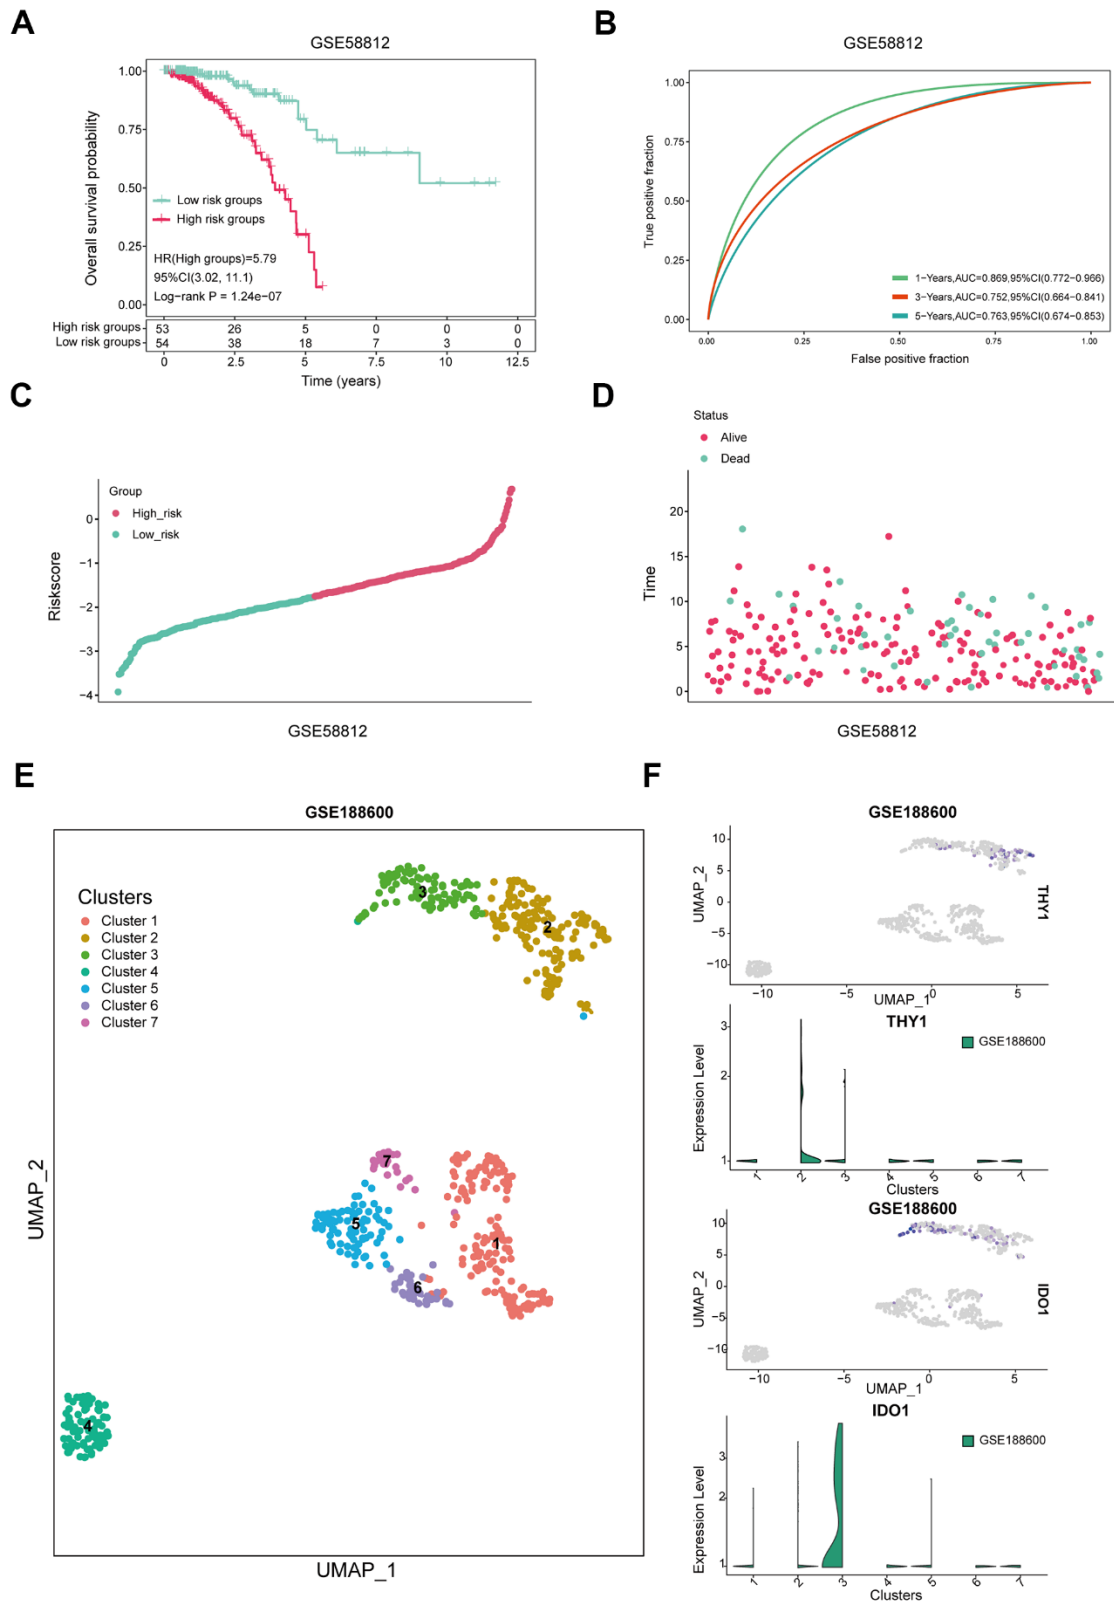 A
GSE58812
Overall survival probability
1.00
0.75
0.50
0.25
0.00
Low risk groups
High risk groups
HR(High groups)=5.79
95%CI(3.02, 11.1)
Log−rank P = 1.24e−07
High risk groups 53 26 5 0 0 0
Low risk groups 54 38 18 7 3 0
0 2.5 5 7.5 10 12.5
Time (years)
B
GSE58812
True positive fraction
1.00
0.75
0.50
0.25
0.00
1−Years,AUC=0.869,95%CI(0.772−0.966)
3−Years,AUC=0.752,95%CI(0.664−0.841)
5−Years,AUC=0.763,95%CI(0.674−0.853)
0.00 0.25 0.50 0.75 1.00
False positive fraction
C
Riskscore
Group
High_risk
Low_risk
0
−1
−2
−3
−4
GSE58812
D
Status
Alive
Dead
Time
20
15
10
5
0
GSE58812
E
GSE188600
Clusters
Cluster 1
Cluster 2
Cluster 3
Cluster 4
Cluster 5
Cluster 6
Cluster 7
3
2
7
5
1
6
4
UMAP_2
UMAP_1
F
GSE188600
UMAP_2
10
5
0
−5
−10
THY1
−10 −5 0 5
UMAP_1
THY1
GSE188600
Expression Level
3
2
1
1 2 3 4 5 6 7
Clusters
GSE188600
UMAP_2
10
5
0
−5
−10
IDO1
−10 −5 0 5
UMAP_1
IDO1
GSE188600
Expression Level
3
2
1
1 2 3 4 5 6 7
Clusters